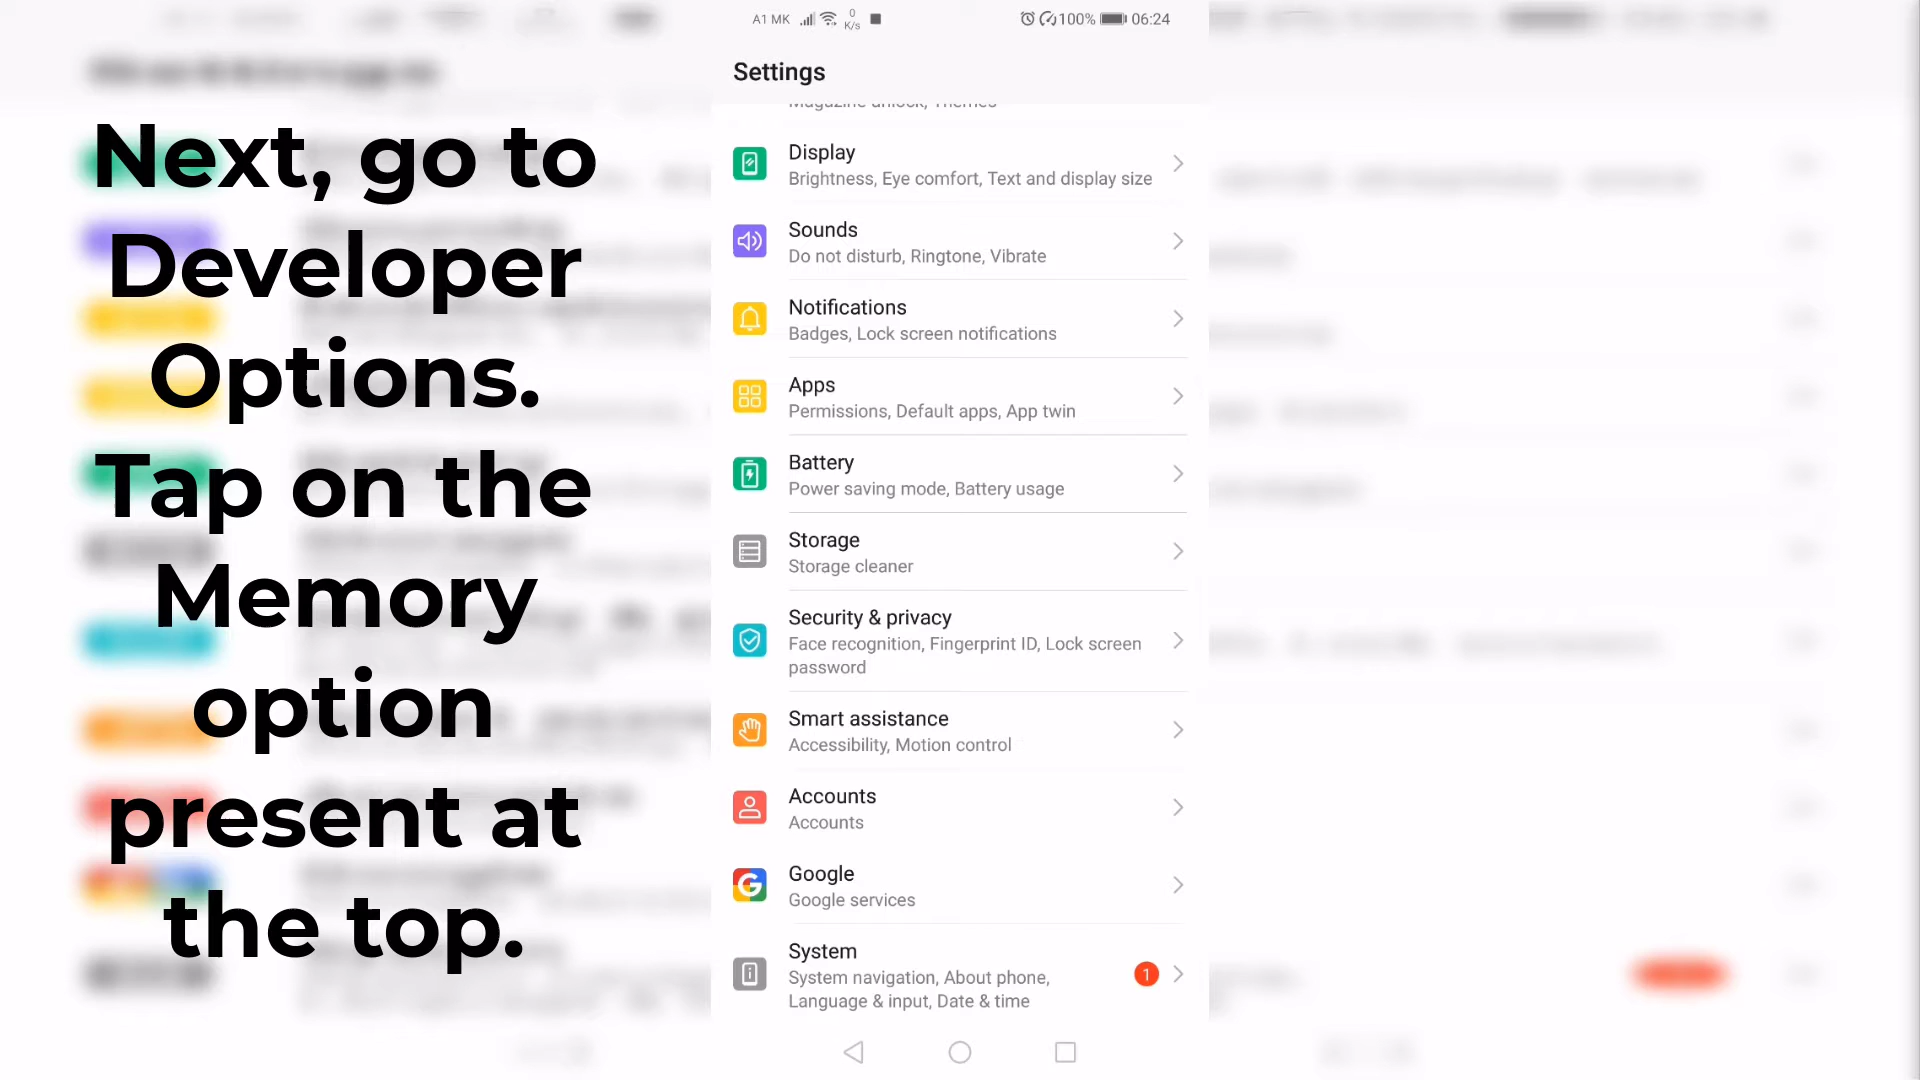 A1 MK 0 K/s 100% 06:24
Settings
Magazine unlock, Themes
Next, go to
Developer
Options.
Tap on the
Memory
option
present at
the top.
Display
Brightness, Eye comfort, Text and display size
Sounds
Do not disturb, Ringtone, Vibrate
Notifications
Badges, Lock screen notifications
Apps
Permissions, Default apps, App twin
Battery
Power saving mode, Battery usage
Storage
Storage cleaner
Security & privacy
Face recognition, Fingerprint ID, Lock screen
password
Smart assistance
Accessibility, Motion control
Accounts
Accounts
Google
Google services
System
System navigation, About phone,
Language & input, Date & time
1